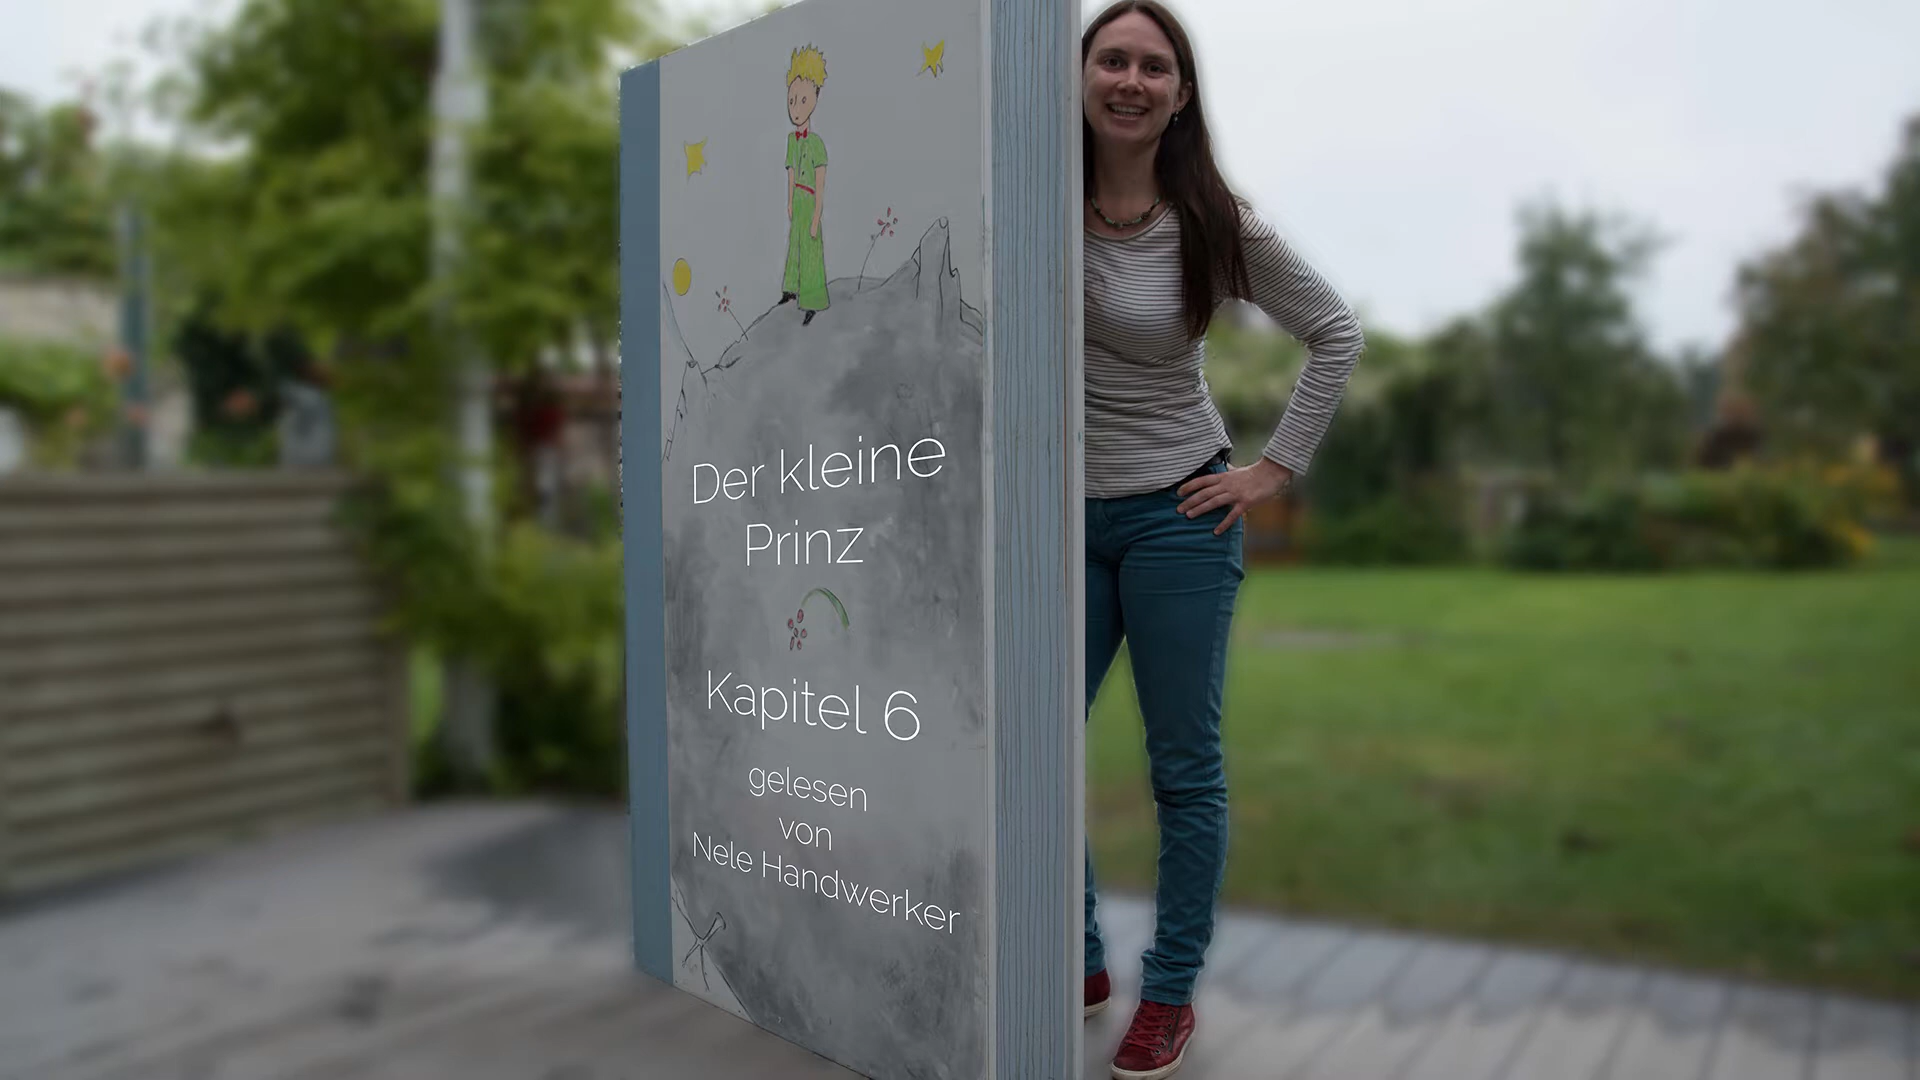 Der kleine
Prinz
Kapitel 6
gelesen
von
Nele Handwerker